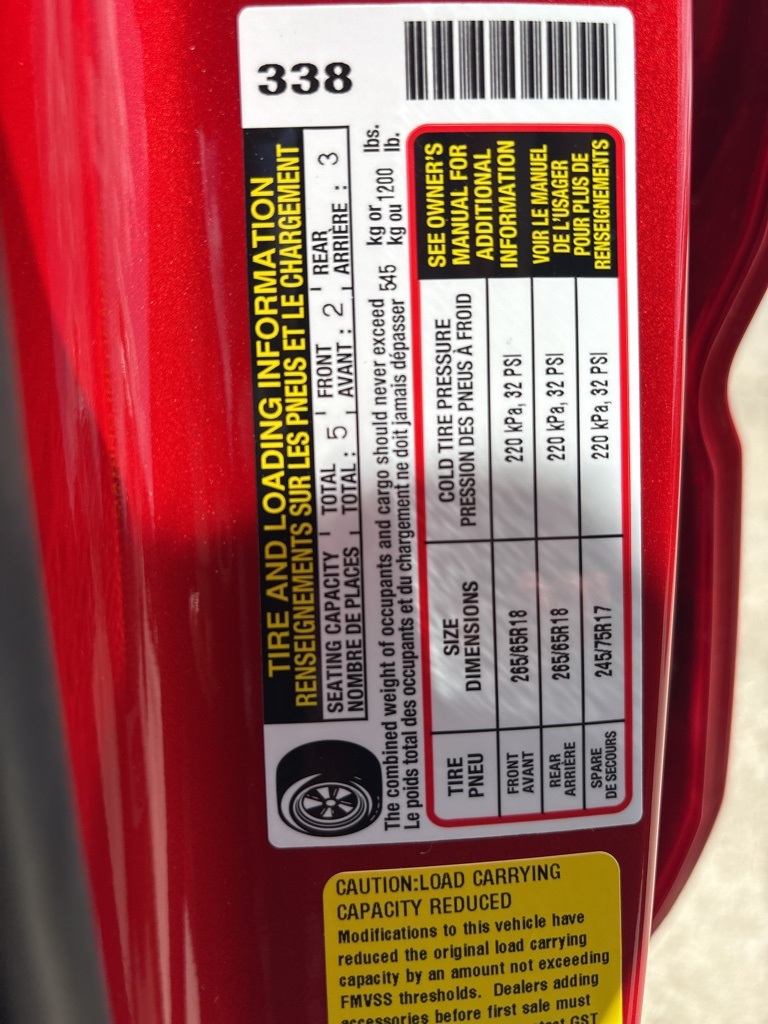 338
TIRE AND LOADING INFORMATION
RENSEIGNEMENTS SUR LES PNEUS ET LE CHARGEMENT
SEATING CAPACITY TOTAL FRONT REAR
NOMBRE DE PLACES TOTAL : 5 AVANT : 2 ARRIÈRE : 3
The combined weight of occupants and cargo should never exceed 545 kg or 1200 lbs.
Le poids total des occupants et du chargement ne doit jamais dépasser kg ou lb.
TIRE SIZE COLD TIRE PRESSURE
PNEU DIMENSIONS PRESSION DES PNEUS À FROID
FRONT
AVANT 265/65R18 220 kPa, 32 PSI
REAR
ARRIÈRE 265/65R18 220 kPa, 32 PSI
SPARE
DE SECOURS 245/75R17 220 kPa, 32 PSI
SEE OWNER'S
MANUAL FOR
ADDITIONAL
INFORMATION
VOIR LE MANUEL
DE L'USAGER
POUR PLUS DE
RENSEIGNEMENTS
CAUTION:LOAD CARRYING
CAPACITY REDUCED
Modifications to this vehicle have
reduced the original load carrying
capacity by an amount not exceeding
FMVSS thresholds. Dealers adding
accessories before first sale must
GST